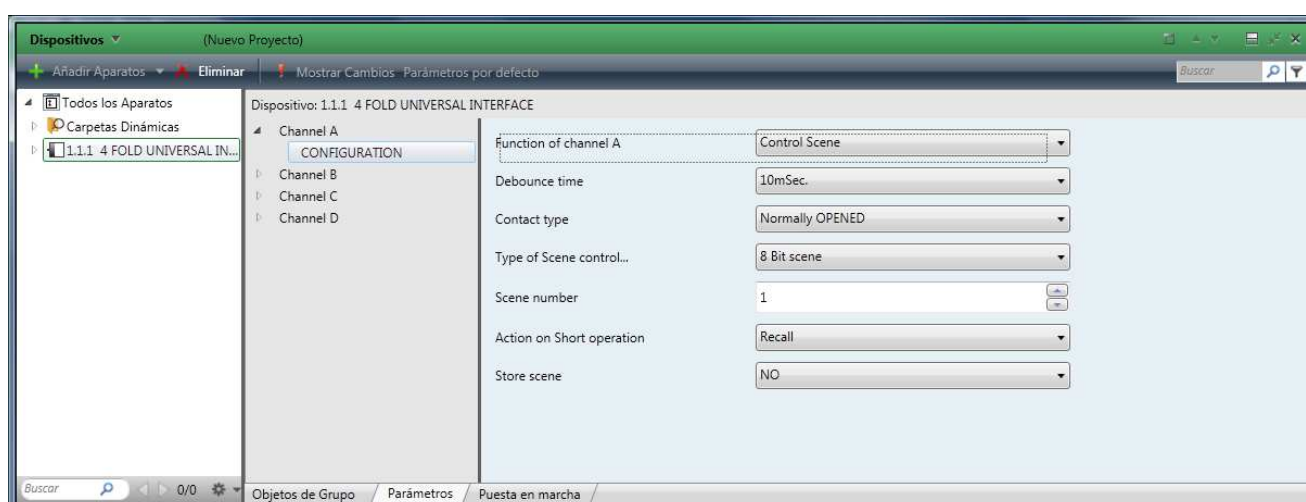 Dispositivos (Nuevo Proyecto)
Añadir Aparatos Eliminar Mostrar Cambios Parámetros por defecto Buscar
Todos los Aparatos
Carpetas Dinámicas
1.1.1 4 FOLD UNIVERSAL IN...
Dispositivo: 1.1.1 4 FOLD UNIVERSAL INTERFACE
Channel A
CONFIGURATION
Channel B
Channel C
Channel D
Function of channel A Control Scene
Debounce time 10mSec.
Contact type Normally OPENED
Type of Scene control... 8 Bit scene
Scene number 1
Action on Short operation Recall
Store scene NO
Buscar 0/0
Objetos de Grupo Parámetros Puesta en marcha